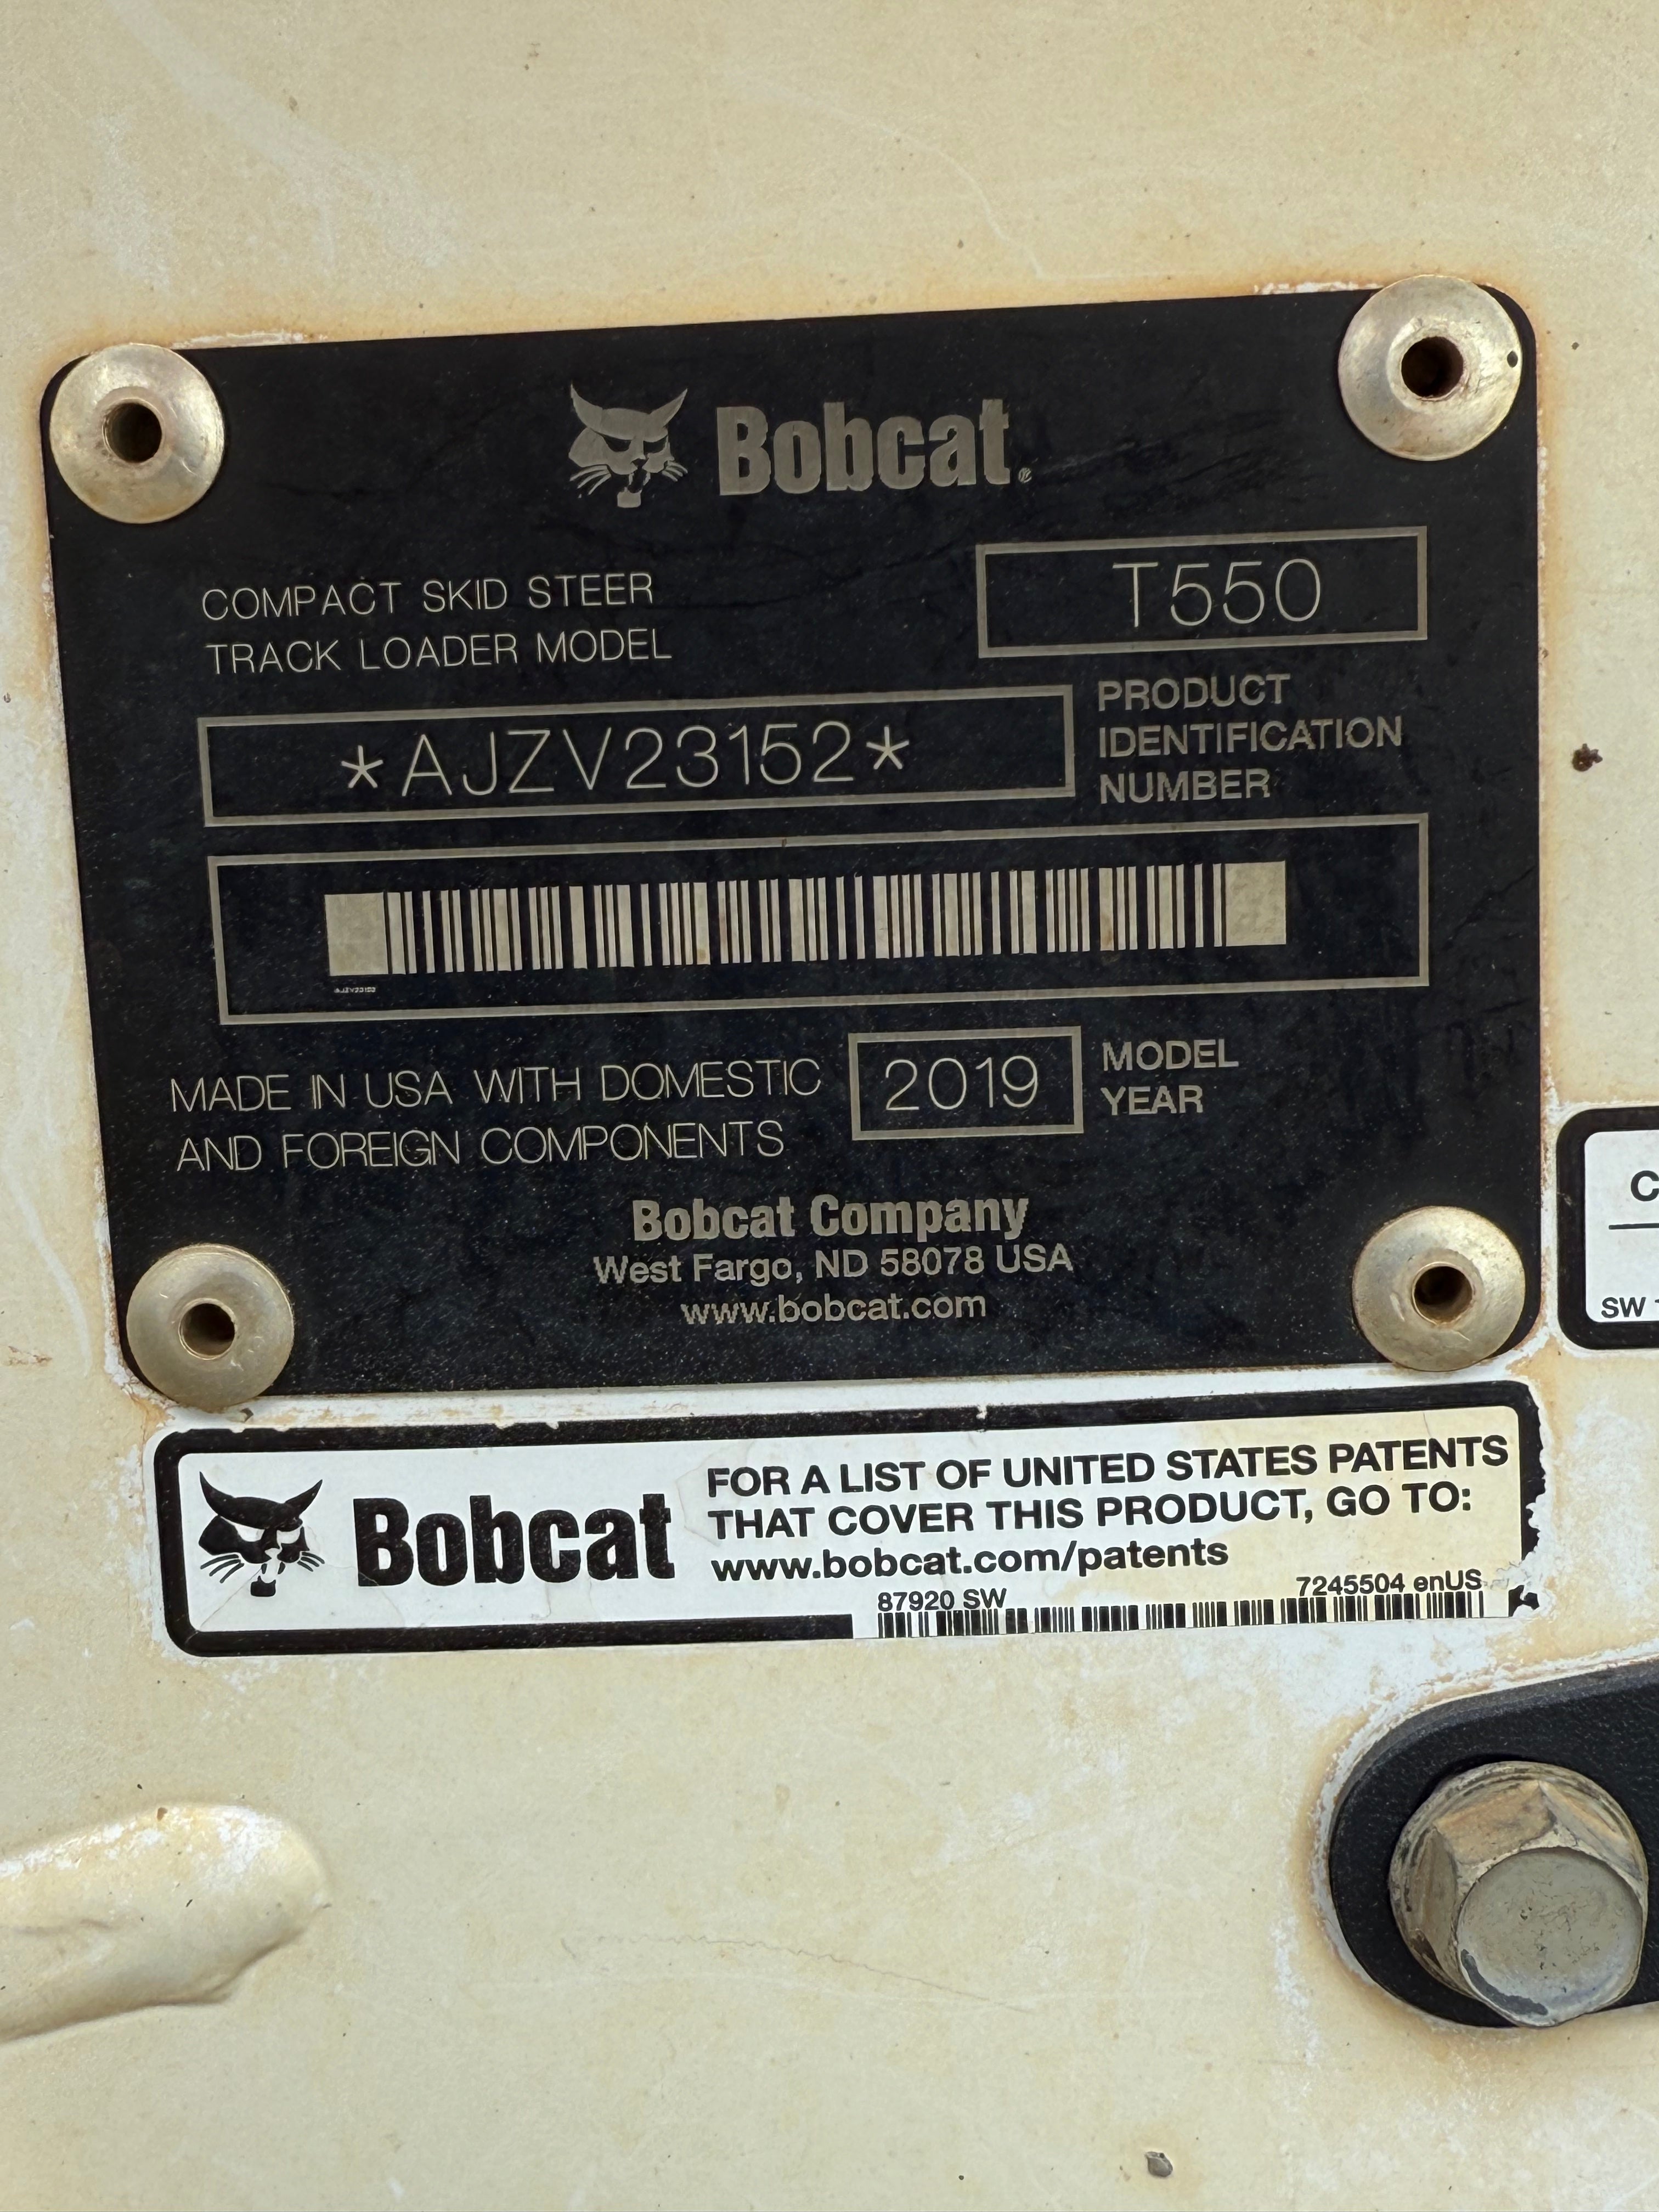 Bobcat®
COMPACT SKID STEER
TRACK LOADER MODEL
T550
*AJZV23152*
PRODUCT
IDENTIFICATION
NUMBER
AJZV23152
MADE IN USA WITH DOMESTIC
AND FOREIGN COMPONENTS
2019
MODEL
YEAR
Bobcat Company
West Fargo, ND 58078 USA
www.bobcat.com
Bobcat
FOR A LIST OF UNITED STATES PATENTS
THAT COVER THIS PRODUCT, GO TO:
www.bobcat.com/patents
87920 SW
7245504 enUS
C
SW